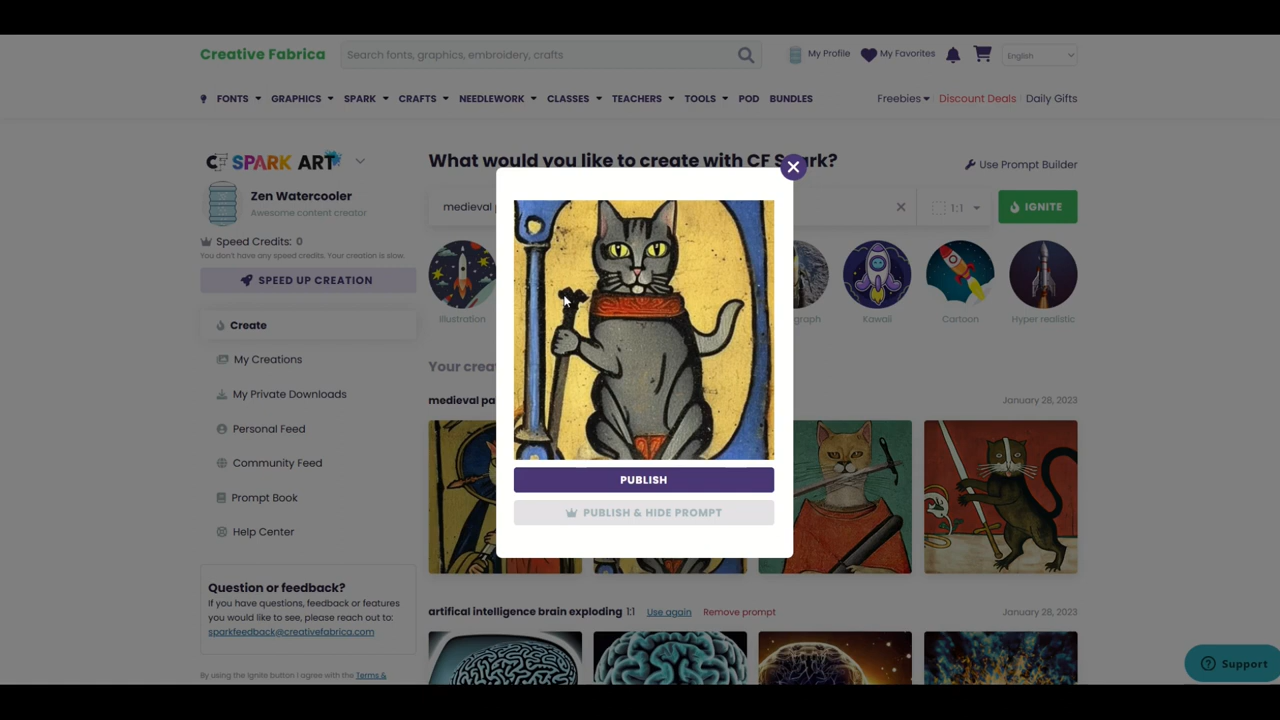 Creative Fabrica
Search fonts, graphics, embroidery, crafts
My Profile
My Favorites
English
FONTS GRAPHICS SPARK CRAFTS NEEDLEWORK CLASSES TEACHERS TOOLS POD BUNDLES
Freebies Discount Deals Daily Gifts
CF SPARK ART
What would you like to create with CF Spark?
Use Prompt Builder
Zen Watercooler
Awesome content creator
medieval
1:1
IGNITE
Speed Credits: 0
You don't have any speed credits. Your creation is slow.
SPEED UP CREATION
Illustration
Kawaii
Cartoon
Hyper realistic
Create
My Creations
My Private Downloads
Personal Feed
Community Feed
Prompt Book
Help Center
Your
medieval
January 28, 2023
PUBLISH
PUBLISH & HIDE PROMPT
Question or feedback?
If you have questions, feedback or features
you would like to see, please reach out to:
sparkfeedback@creativefabrica.com
artifical intelligence brain exploding 1:1 Use again Remove prompt
January 28, 2023
By using the Ignite button I agree with the Terms &
Support